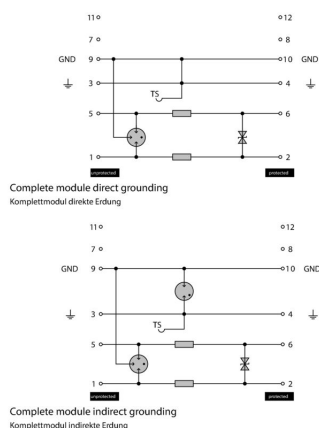 11 12
7 8
GND 9 10 GND
3 4
TS
5 6
1 2
unprotected protected
Complete module direct grounding
Komplettmodul direkte Erdung
11 12
7 8
GND 9 10 GND
3 4
TS
5 6
1 2
unprotected protected
Complete module indirect grounding
Komplettmodul indirekte Erdung